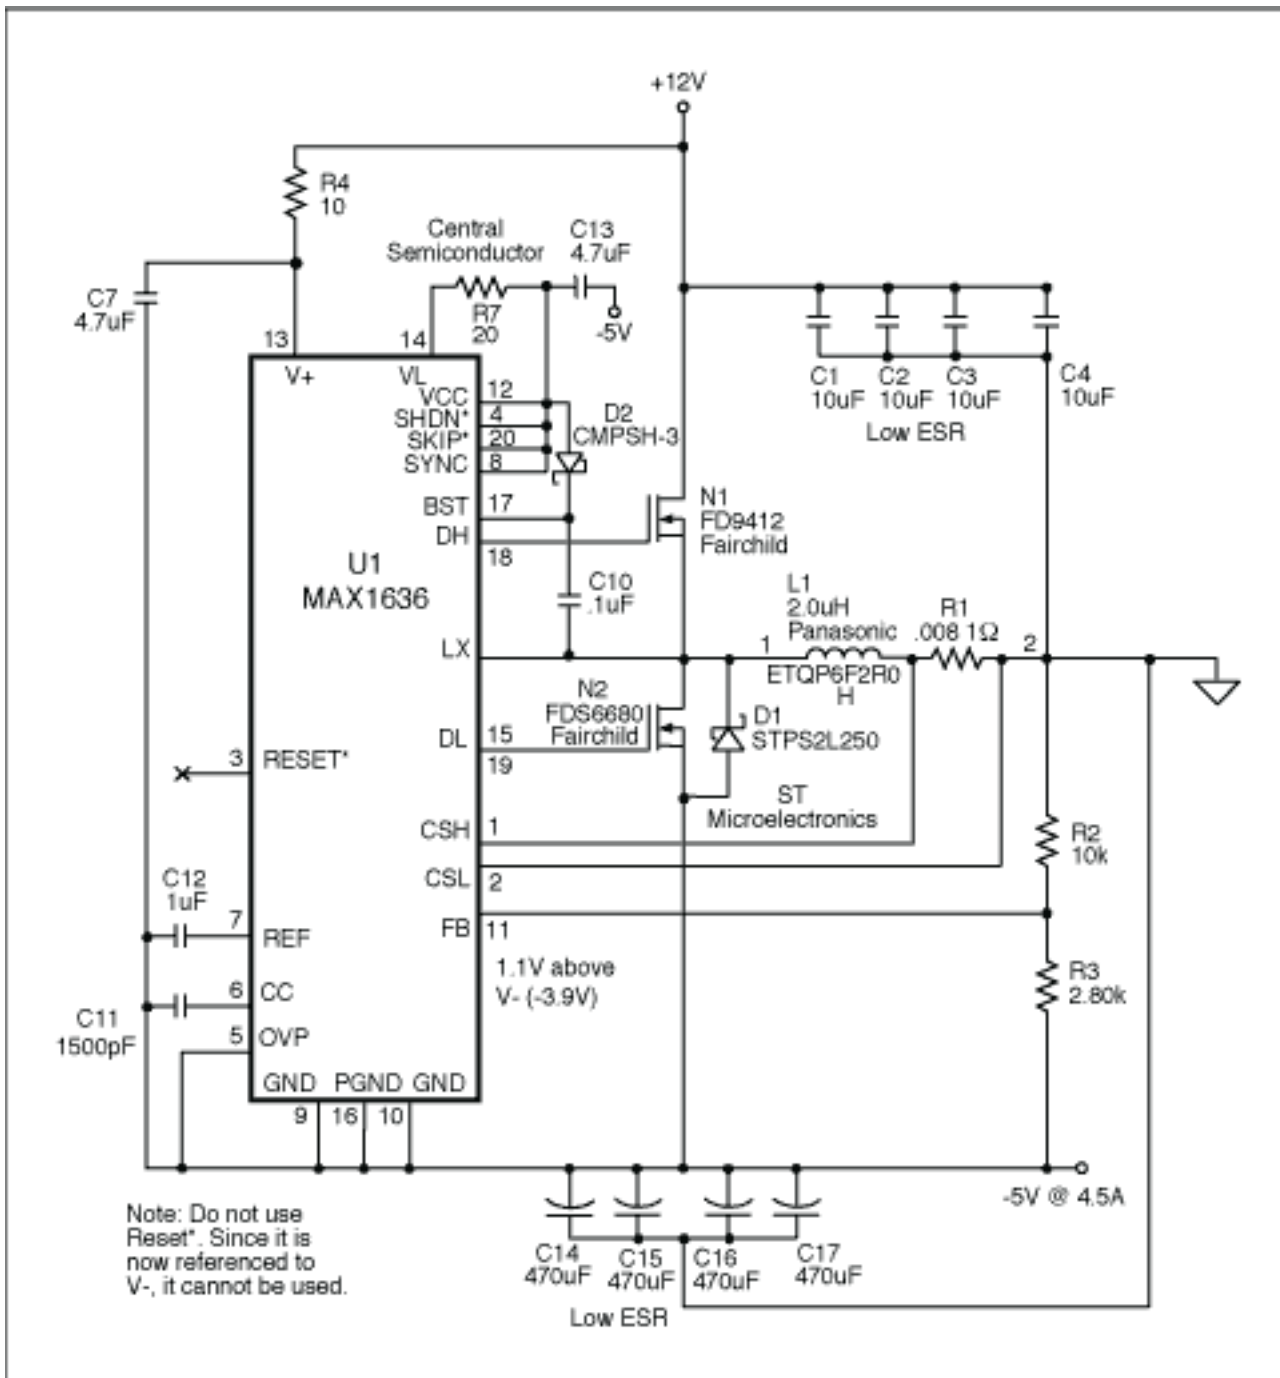 +12V
R4
10
Central
Semiconductor
C13
4.7uF
C7
4.7uF
R7
20
-5V
13
14
V+
VL
VCC
12
SHDN*
4
SKIP*
20
SYNC
8
D2
CMPSH-3
C1
10uF
C2
10uF
C3
10uF
C4
10uF
Low ESR
BST
17
DH
18
N1
FD9412
Fairchild
U1
MAX1636
C10
.1uF
L1
2.0uH
Panasonic
R1
.008 1Ω
LX
1
2
ETQP6F2R0
H
N2
FDS6680
Fairchild
D1
STPS2L250
DL
15
19
3
RESET*
ST
Microelectronics
CSH
1
CSL
2
R2
10k
C12
1uF
7
REF
FB
11
1.1V above
V- (-3.9V)
R3
2.80k
6
CC
C11
1500pF
5
OVP
GND
PGND
GND
9
16
10
-5V @ 4.5A
Note: Do not use
Reset*. Since it is
now referenced to
V-, it cannot be used.
C14
470uF
C15
470uF
C16
470uF
C17
470uF
Low ESR